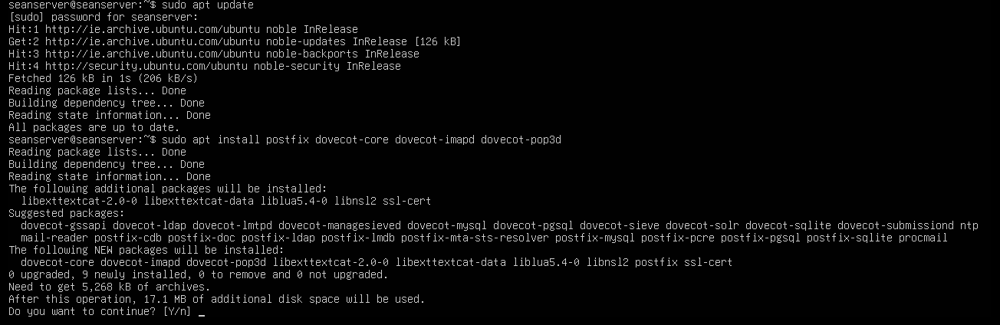 seanserver@seanserver:~$ sudo apt update
[sudo] password for seanserver:
Hit:1 http://ie.archive.ubuntu.com/ubuntu noble InRelease
Get:2 http://ie.archive.ubuntu.com/ubuntu noble-updates InRelease [126 kB]
Hit:3 http://ie.archive.ubuntu.com/ubuntu noble-backports InRelease
Hit:4 http://security.ubuntu.com/ubuntu noble-security InRelease
Fetched 126 kB in 1s (206 kB/s)
Reading package lists... Done
Building dependency tree... Done
Reading state information... Done
All packages are up to date.
seanserver@seanserver:~$ sudo apt install postfix dovecot-core dovecot-imapd dovecot-pop3d
Reading package lists... Done
Building dependency tree... Done
Reading state information... Done
The following additional packages will be installed:
  libexttextcat-2.0-0 libexttextcat-data liblua5.4-0 libnsl2 ssl-cert
Suggested packages:
  dovecot-gssapi dovecot-ldap dovecot-lmtpd dovecot-managesieved dovecot-mysql dovecot-pgsql dovecot-sieve dovecot-solr dovecot-sqlite dovecot-submissiond ntp
  mail-reader postfix-cdb postfix-doc postfix-ldap postfix-lmdb postfix-mta-sts-resolver postfix-mysql postfix-pcre postfix-pgsql postfix-sqlite procmail
The following NEW packages will be installed:
  dovecot-core dovecot-imapd dovecot-pop3d libexttextcat-2.0-0 libexttextcat-data liblua5.4-0 libnsl2 postfix ssl-cert
0 upgraded, 9 newly installed, 0 to remove and 0 not upgraded.
Need to get 5,268 kB of archives.
After this operation, 17.1 MB of additional disk space will be used.
Do you want to continue? [Y/n] _